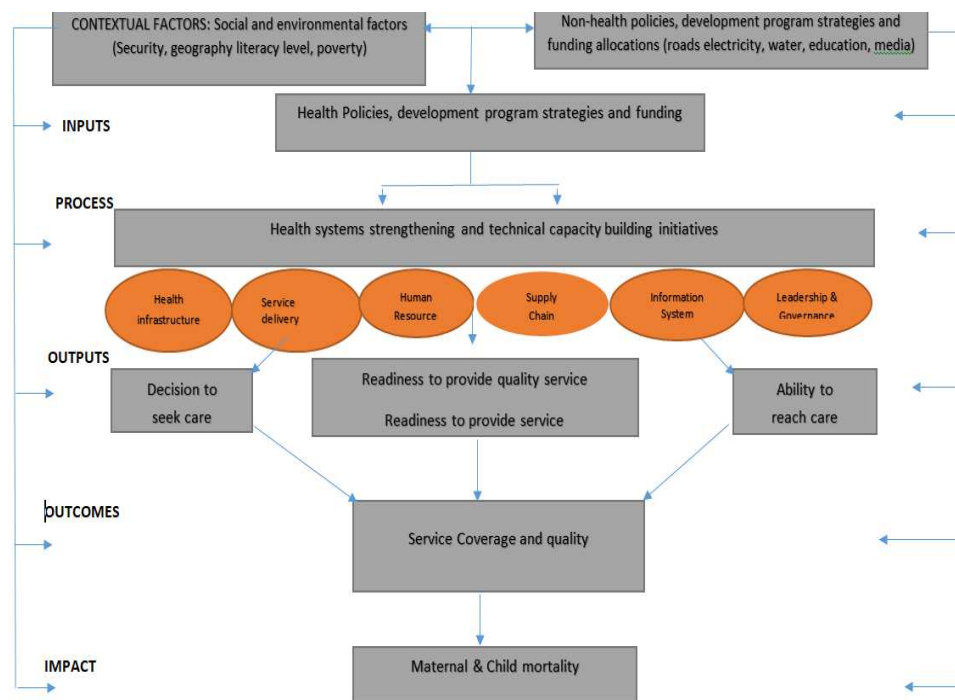 CONTEXTUAL FACTORS: Social and environmental factors
(Security, geography literacy level, poverty)
Non-health policies, development program strategies and
funding allocations (roads electricity, water, education, media)
Health Policies, development program strategies and funding
INPUTS
PROCESS
Health systems strengthening and technical capacity building initiatives
Health
infrastructure
Service
delivery
Human
Resource
Supply
Chain
Information
System
Leadership &
Governance
OUTPUTS
Decision to
seek care
Readiness to provide quality service
Readiness to provide service
Ability to
reach care
OUTCOMES
Service Coverage and quality
IMPACT
Maternal & Child mortality